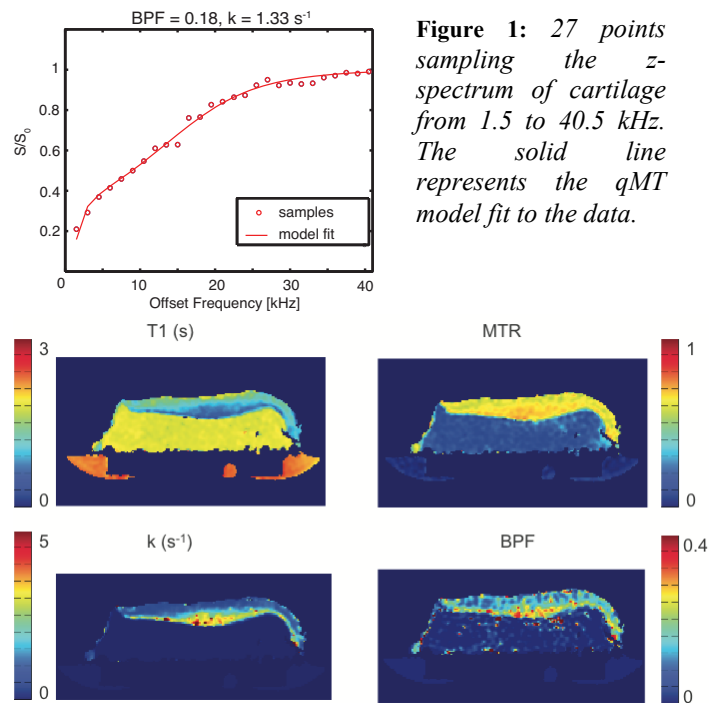 BPF = 0.18, k = 1.33 s⁻¹
1
0.8
0.6
0.4
0.2
S/S₀
samples
model fit
0 10 20 30 40
Offset Frequency [kHz]
Figure 1: 27 points
sampling the z-
spectrum of cartilage
from 1.5 to 40.5 kHz.
The solid line
represents the qMT
model fit to the data.
T1 (s)
3
0
MTR
1
0
k (s⁻¹)
5
0
BPF
0.4
0